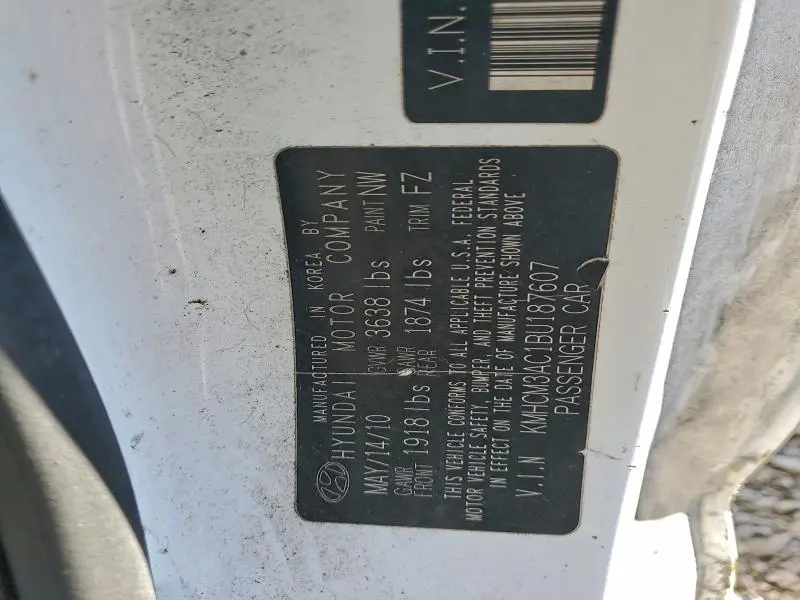 MANUFACTURED IN KOREA BY
HYUNDAI MOTOR COMPANY
MAY/14/10 GVWR 3638 lbs PAINT NW
GAWR FRONT 1918 lbs GAWR REAR 1874 lbs TRIM FZ
THIS VEHICLE CONFORMS TO ALL APPLICABLE U.S.A. FEDERAL
MOTOR VEHICLE SAFETY, BUMPER, AND THEFT PREVENTION STANDARDS
IN EFFECT ON THE DATE OF MANUFACTURE SHOWN ABOVE
V.I.N KMHCM3AC1BU187607
PASSENGER CAR
V.I.N.